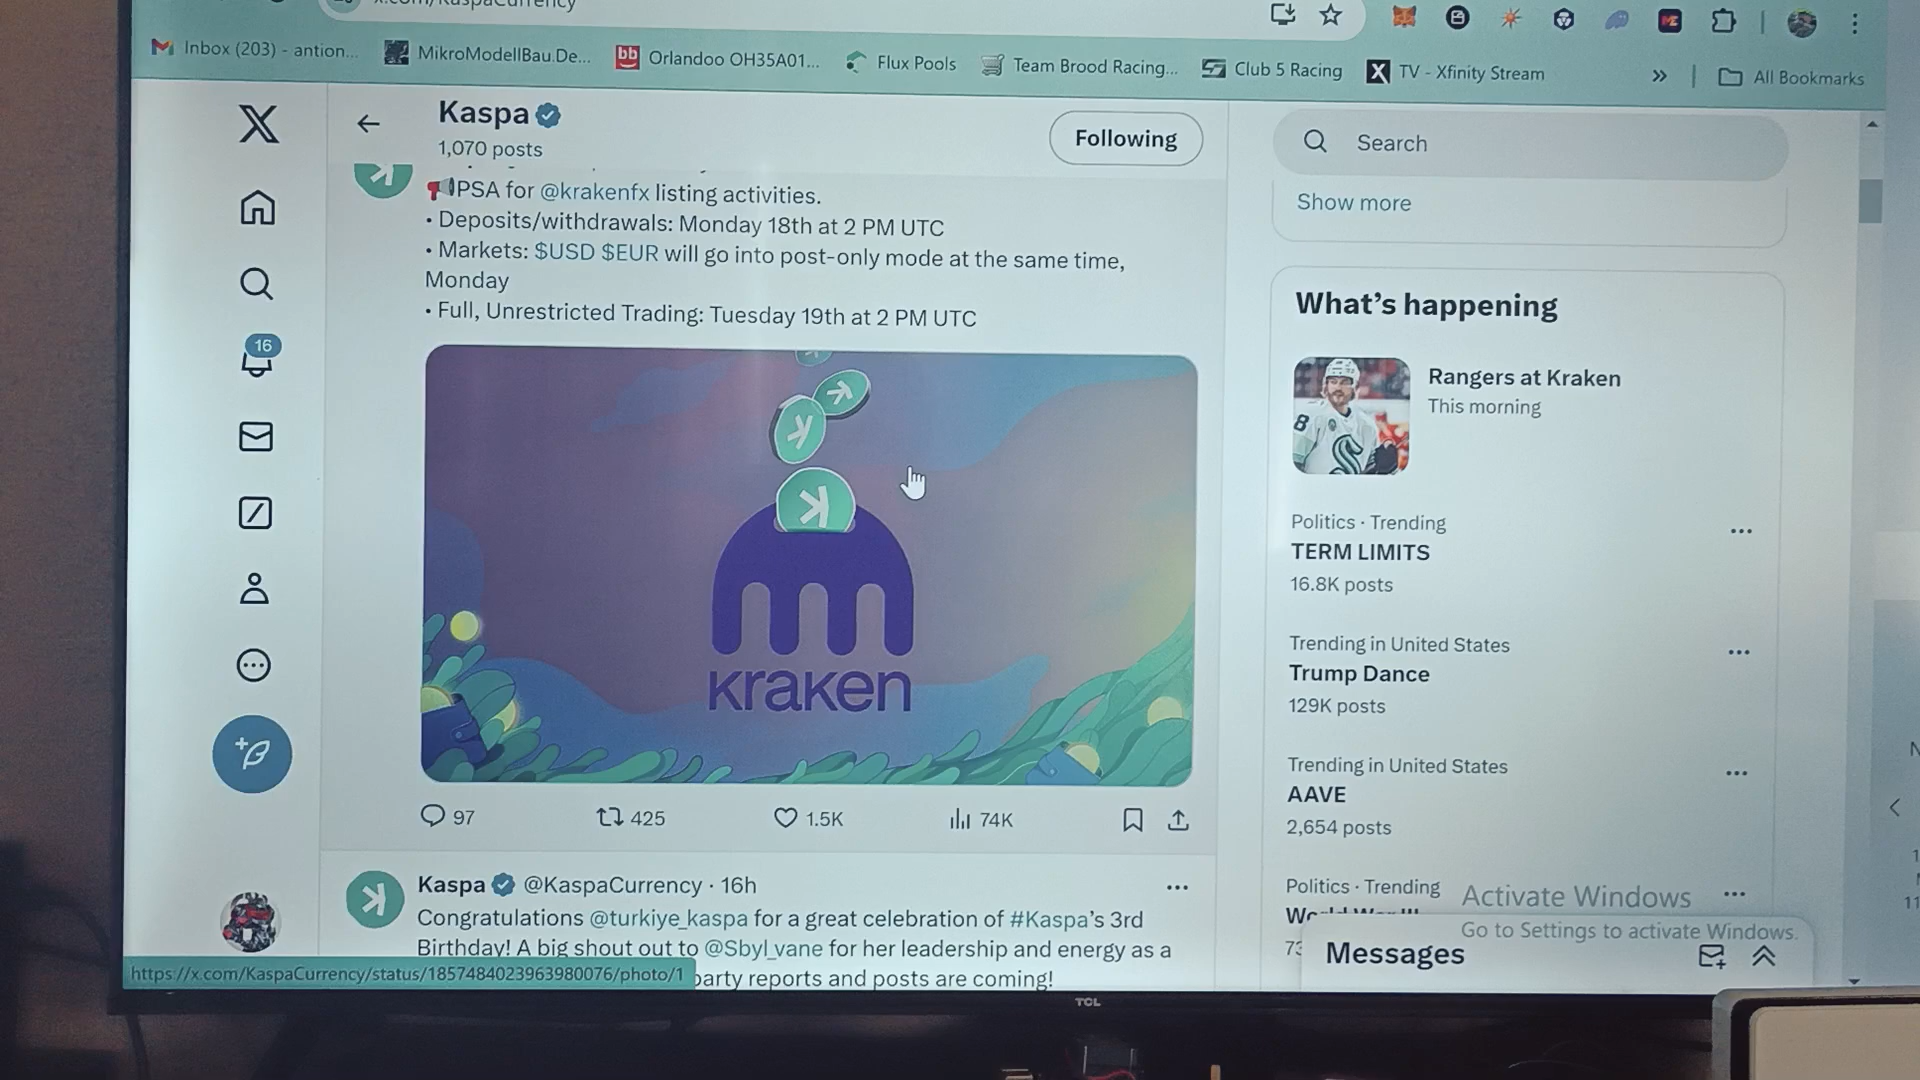 x.com/KaspaCurrency
Inbox (203) - antion...
MikroModellBau.De...
Orlandoo OH35A01...
Flux Pools
Team Brood Racing...
Club 5 Racing
TV - Xfinity Stream
All Bookmarks
Kaspa
1,070 posts
Following
Search
PSA for @krakenfx listing activities.
• Deposits/withdrawals: Monday 18th at 2 PM UTC
• Markets: $USD $EUR will go into post-only mode at the same time,
Monday
• Full, Unrestricted Trading: Tuesday 19th at 2 PM UTC
kraken
97
425
1.5K
74K
Kaspa @KaspaCurrency · 16h
Congratulations @turkiye_kaspa for a great celebration of #Kaspa's 3rd
Birthday! A big shout out to @Sbyl_vane for her leadership and energy as a
party reports and posts are coming!
https://x.com/KaspaCurrency/status/1857484023963980076/photo/1
16
Show more
What's happening
Rangers at Kraken
This morning
Politics · Trending
TERM LIMITS
16.8K posts
Trending in United States
Trump Dance
129K posts
Trending in United States
AAVE
2,654 posts
Politics · Trending
Activate Windows
Go to Settings to activate Windows.
Messages
TCL